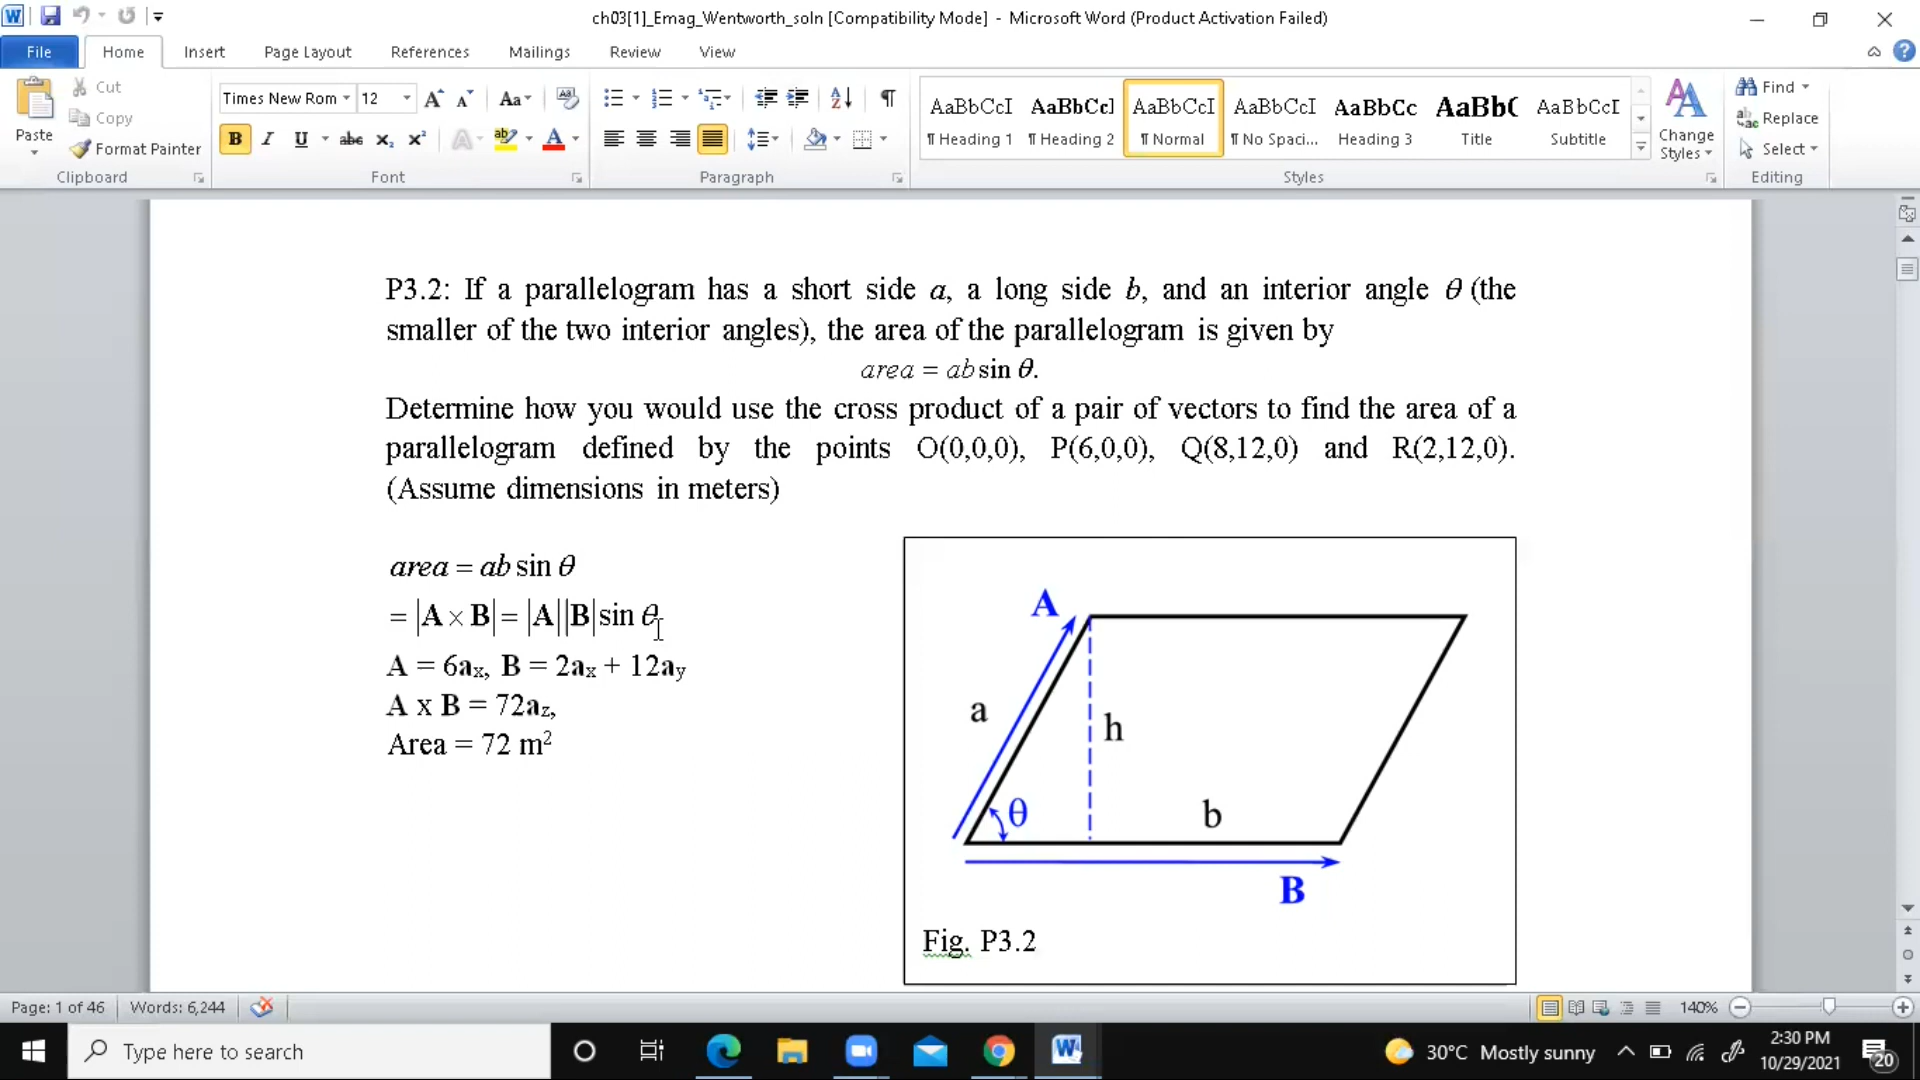 ch03[1]_Emag_Wentworth_soln [Compatibility Mode] - Microsoft Word (Product Activation Failed)
File Home Insert Page Layout References Mailings Review View
Paste
Cut
Copy
Format Painter
Clipboard
Times New Rom 12
Font
Paragraph
AaBbCcI AaBbCcI AaBbCcI AaBbCcI AaBbCc AaBbC AaBbCcI
¶ Heading 1 ¶ Heading 2 ¶ Normal ¶ No Spaci... Heading 3 Title Subtitle
Change Styles
Styles
Find
Replace
Select
Editing
P3.2: If a parallelogram has a short side a, a long side b, and an interior angle θ (the
smaller of the two interior angles), the area of the parallelogram is given by
area = ab sin θ.
Determine how you would use the cross product of a pair of vectors to find the area of a
parallelogram defined by the points O(0,0,0), P(6,0,0), Q(8,12,0) and R(2,12,0).
(Assume dimensions in meters)
area = ab sin θ
= |A × B| = |A||B| sin θ
A = 6aₓ, B = 2aₓ + 12a_y
A x B = 72a_z,
Area = 72 m²
A
a
h
θ
b
B
Fig. P3.2
Page: 1 of 46 Words: 6,244 140%
Type here to search
30°C Mostly sunny
2:30 PM
10/29/2021
20